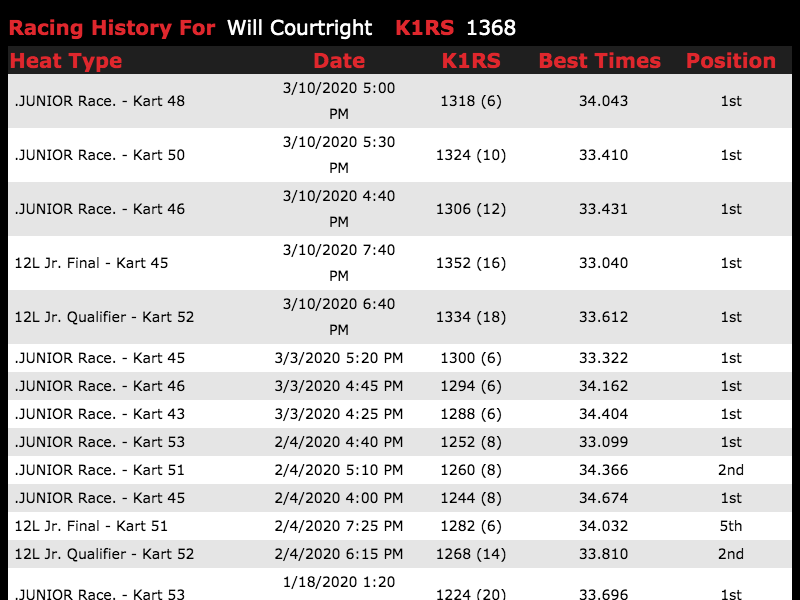 Racing History For Will Courtright K1RS 1368
Heat Type Date K1RS Best Times Position
.JUNIOR Race. - Kart 48 3/10/2020 5:00 PM 1318 (6) 34.043 1st
.JUNIOR Race. - Kart 50 3/10/2020 5:30 PM 1324 (10) 33.410 1st
.JUNIOR Race. - Kart 46 3/10/2020 4:40 PM 1306 (12) 33.431 1st
12L Jr. Final - Kart 45 3/10/2020 7:40 PM 1352 (16) 33.040 1st
12L Jr. Qualifier - Kart 52 3/10/2020 6:40 PM 1334 (18) 33.612 1st
.JUNIOR Race. - Kart 45 3/3/2020 5:20 PM 1300 (6) 33.322 1st
.JUNIOR Race. - Kart 46 3/3/2020 4:45 PM 1294 (6) 34.162 1st
.JUNIOR Race. - Kart 43 3/3/2020 4:25 PM 1288 (6) 34.404 1st
.JUNIOR Race. - Kart 53 2/4/2020 4:40 PM 1252 (8) 33.099 1st
.JUNIOR Race. - Kart 51 2/4/2020 5:10 PM 1260 (8) 34.366 2nd
.JUNIOR Race. - Kart 45 2/4/2020 4:00 PM 1244 (8) 34.674 1st
12L Jr. Final - Kart 51 2/4/2020 7:25 PM 1282 (6) 34.032 5th
12L Jr. Qualifier - Kart 52 2/4/2020 6:15 PM 1268 (14) 33.810 2nd
.JUNIOR Race. - Kart 53 1/18/2020 1:20 1224 (20) 33.696 1st